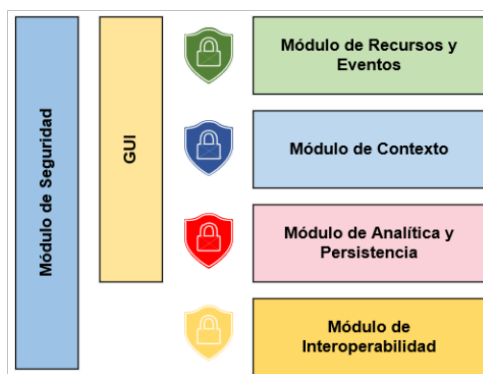 Módulo de Seguridad
GUI
Módulo de Recursos y
Eventos
Módulo de Contexto
Módulo de Analítica y
Persistencia
Módulo de
Interoperabilidad